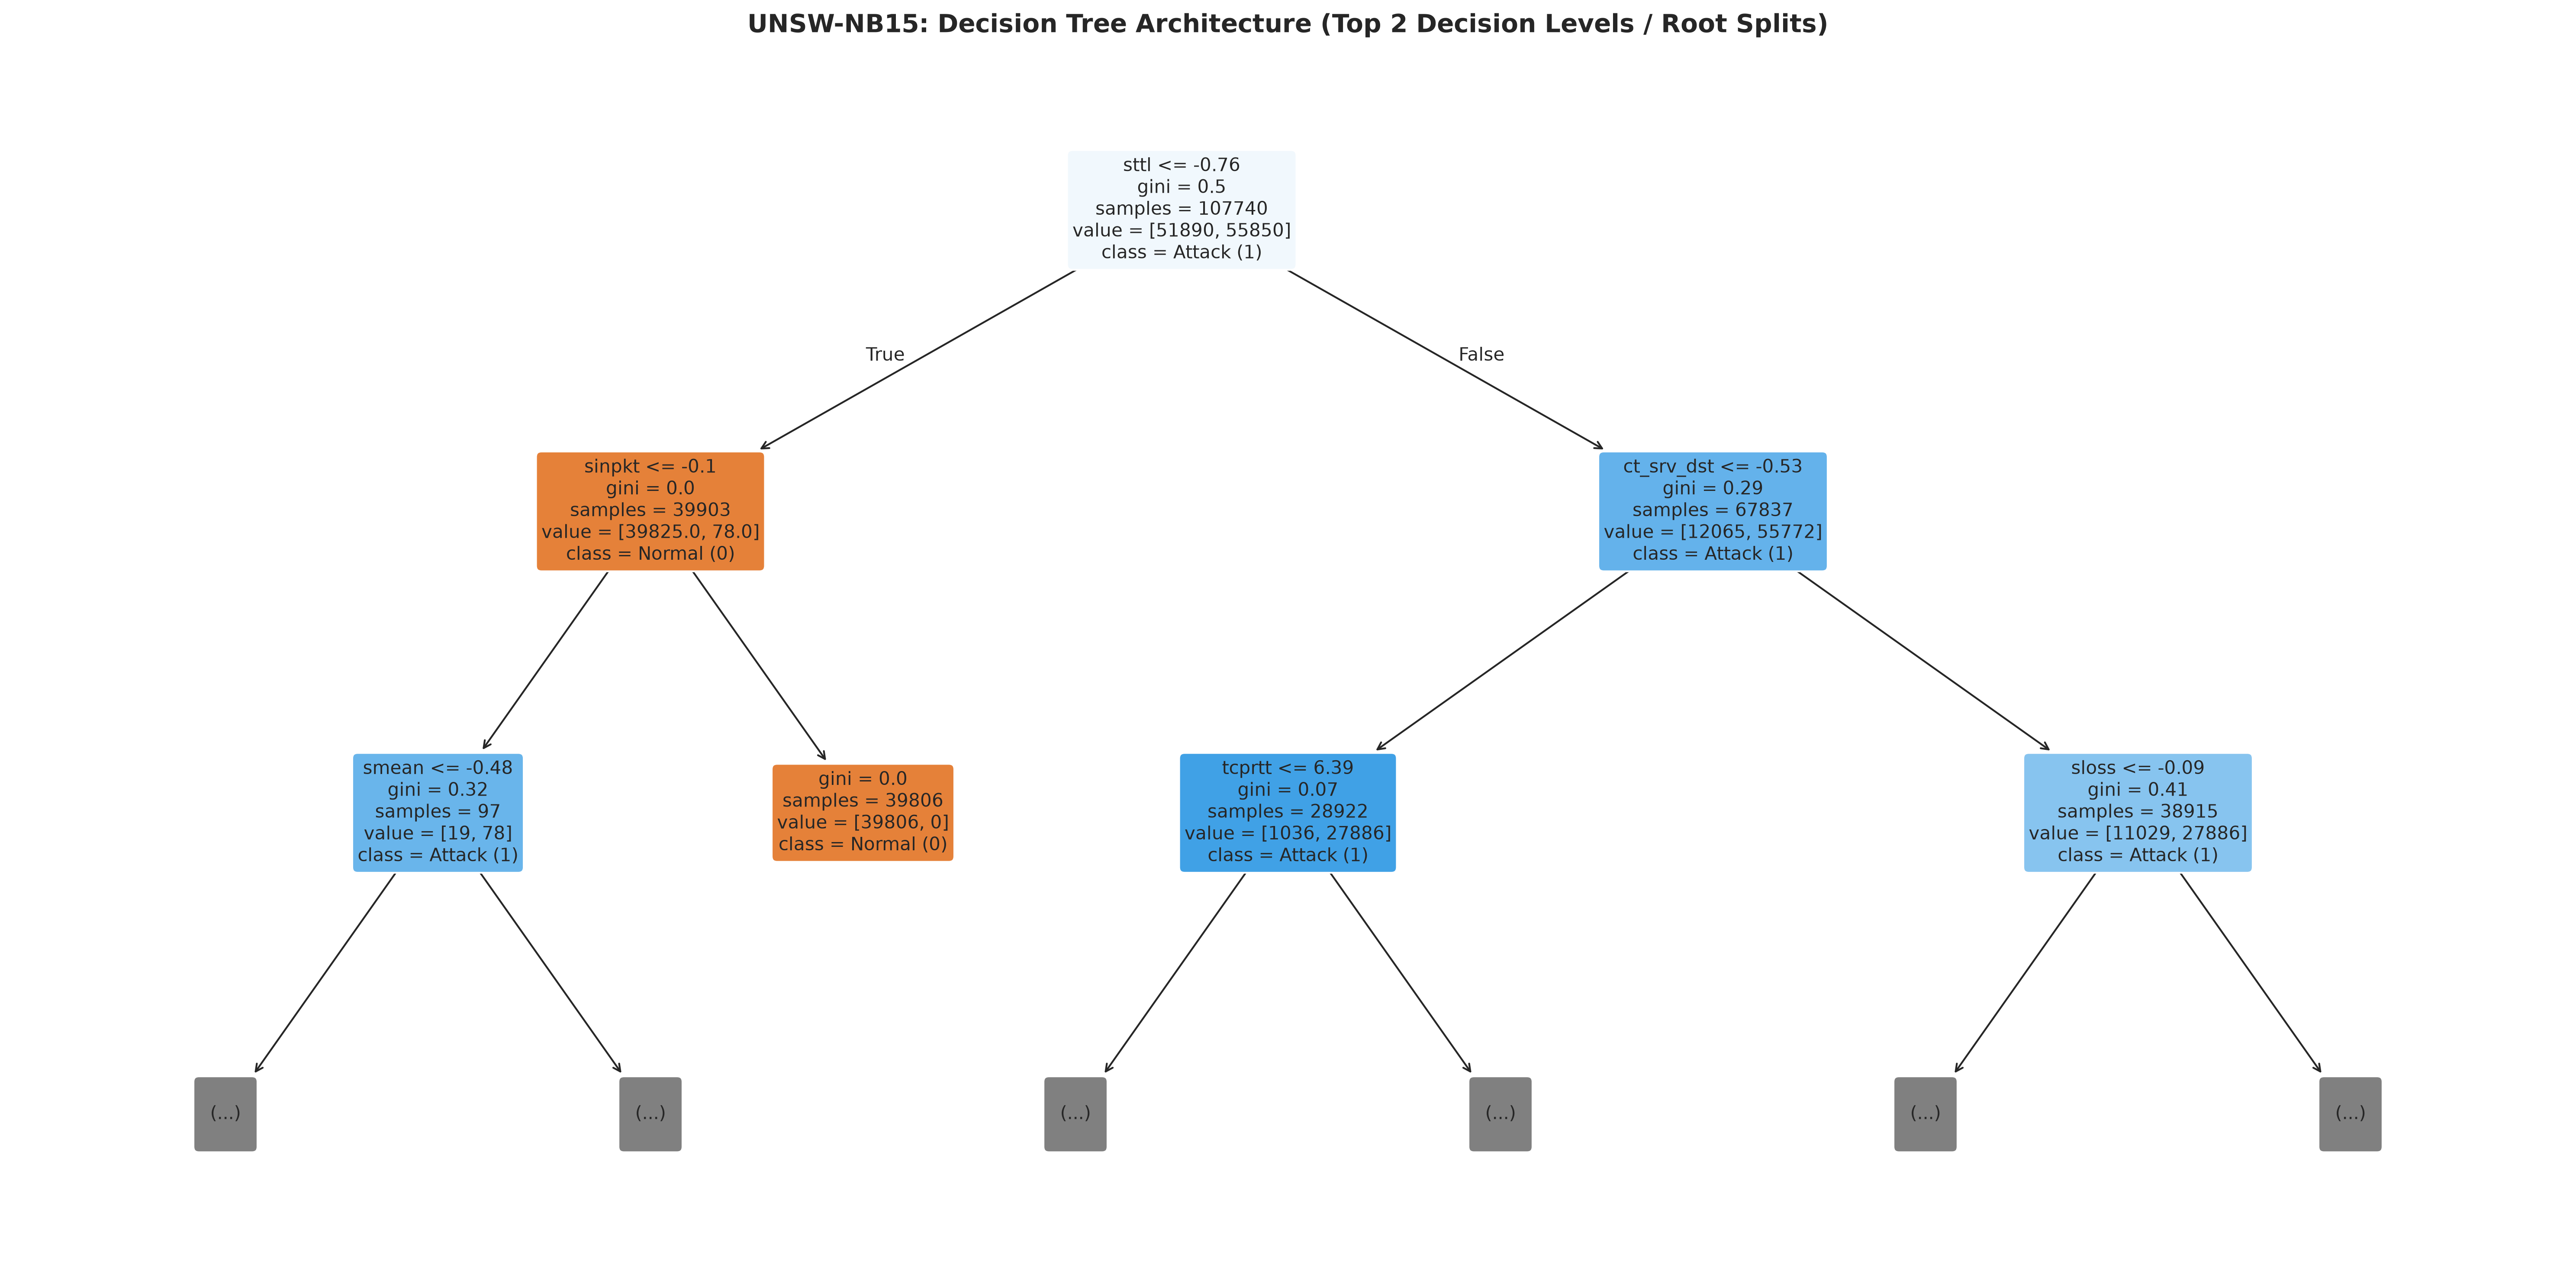 UNSW-NB15: Decision Tree Architecture (Top 2 Decision Levels / Root Splits)
sttl <= -0.76
gini = 0.5
samples = 107740
value = [51890, 55850]
class = Attack (1)
True
False
sinpkt <= -0.1
gini = 0.0
samples = 39903
value = [39825.0, 78.0]
class = Normal (0)
ct_srv_dst <= -0.53
gini = 0.29
samples = 67837
value = [12065, 55772]
class = Attack (1)
smean <= -0.48
gini = 0.32
samples = 97
value = [19, 78]
class = Attack (1)
gini = 0.0
samples = 39806
value = [39806, 0]
class = Normal (0)
tcprtt <= 6.39
gini = 0.07
samples = 28922
value = [1036, 27886]
class = Attack (1)
sloss <= -0.09
gini = 0.41
samples = 38915
value = [11029, 27886]
class = Attack (1)
(...)
(...)
(...)
(...)
(...)
(...)